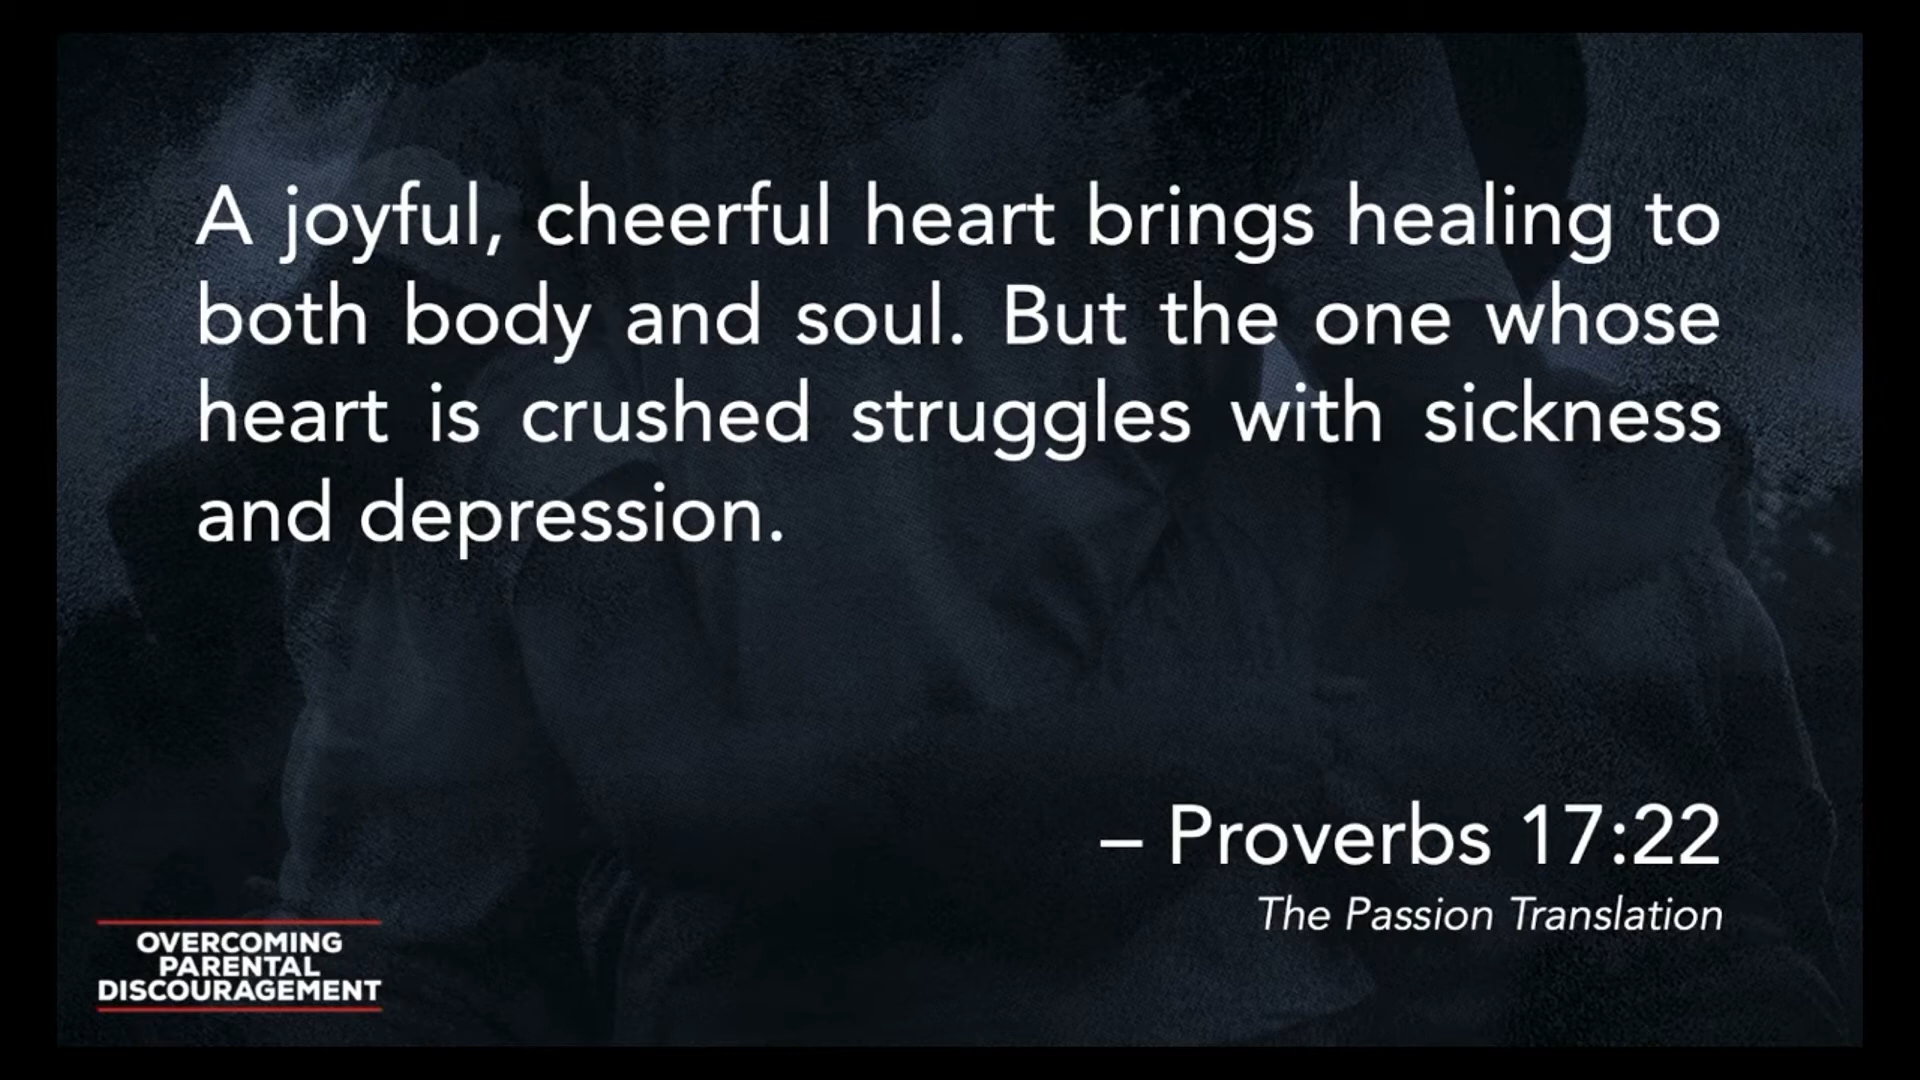 A joyful, cheerful heart brings healing to
both body and soul. But the one whose
heart is crushed struggles with sickness
and depression.
– Proverbs 17:22
The Passion Translation
OVERCOMING
PARENTAL
DISCOURAGEMENT